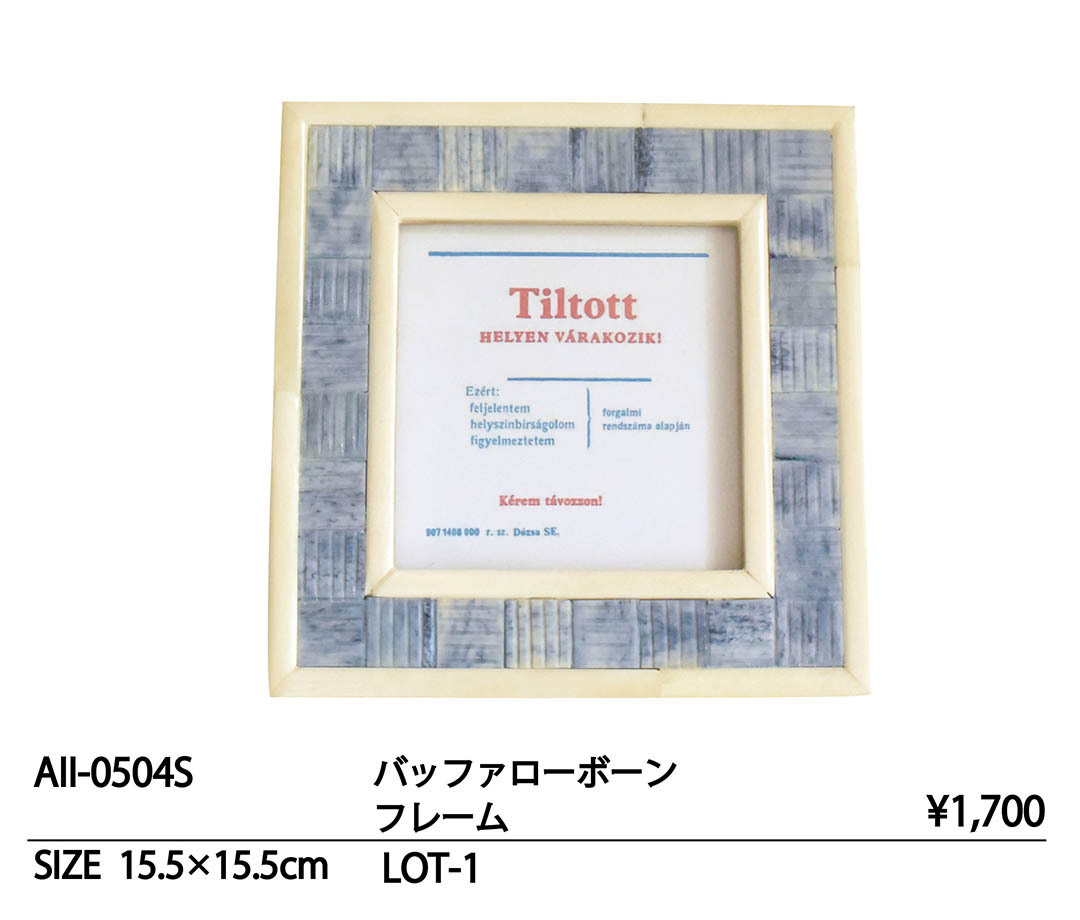 Tiltott
HELYEN VÁRAKOZIK!
Ezért:
feljelentem
helyszínbírságolom
figyelmeztetem
forgalmi
rendszáma alapján
Kérem távozzon!
907 1408 000 r. sz. Dózsa SE.
AII-0504S
バッファローボーン
フレーム
¥1,700
SIZE 15.5×15.5cm
LOT-1